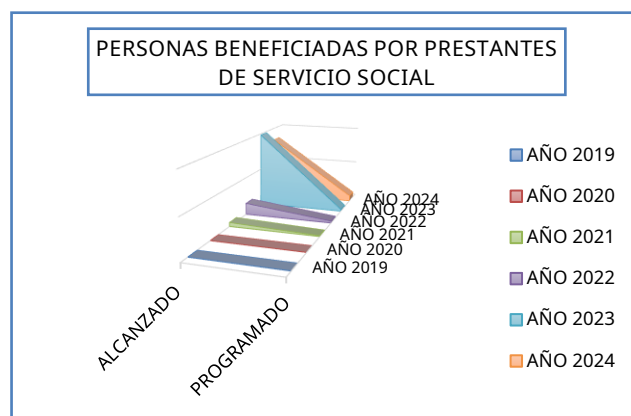 PERSONAS BENEFICIADAS POR PRESTANTES
DE SERVICIO SOCIAL
AÑO 2024
AÑO 2023
AÑO 2022
AÑO 2021
AÑO 2020
AÑO 2019
ALCANZADO
PROGRAMADO
AÑO 2019
AÑO 2020
AÑO 2021
AÑO 2022
AÑO 2023
AÑO 2024